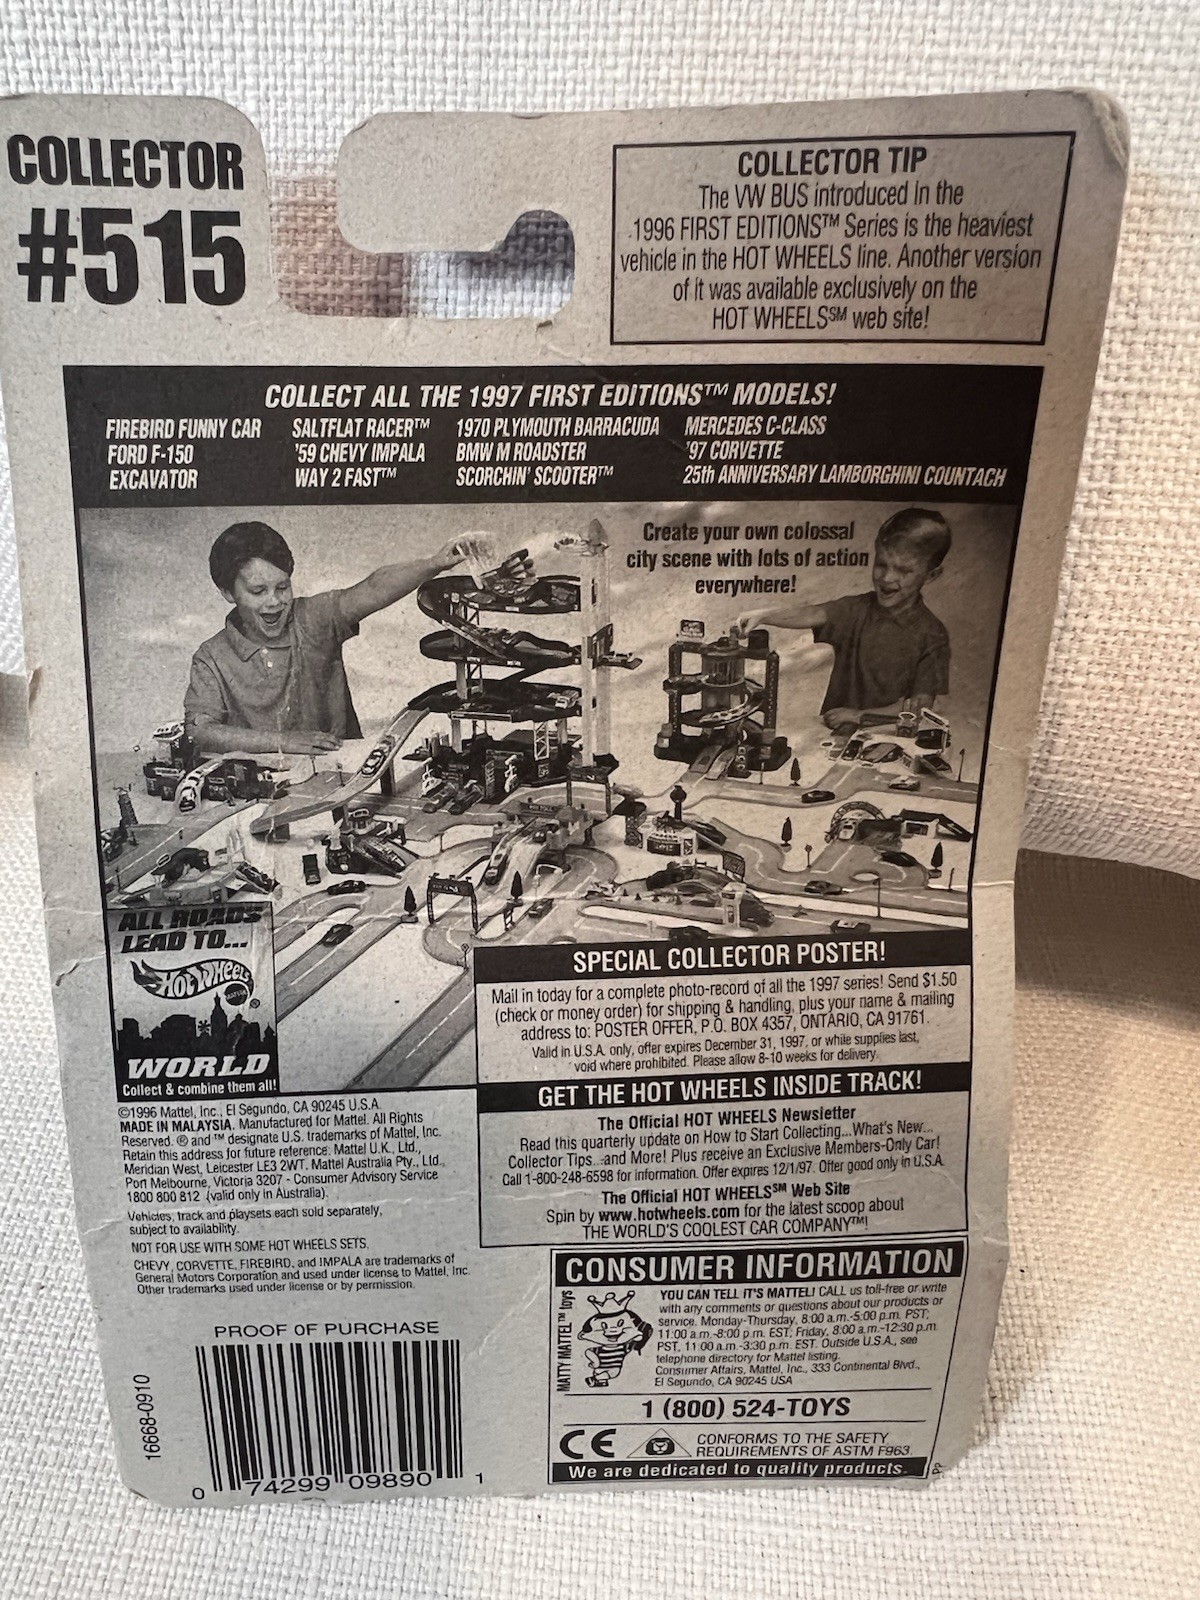 COLLECTOR
#515
COLLECTOR TIP
The VW BUS introduced in the
1996 FIRST EDITIONS™ Series is the heaviest
vehicle in the HOT WHEELS line. Another version
of it was available exclusively on the
HOT WHEELS℠ web site!
COLLECT ALL THE 1997 FIRST EDITIONS™ MODELS!
FIREBIRD FUNNY CAR
FORD F-150
EXCAVATOR
SALTFLAT RACER™
'59 CHEVY IMPALA
WAY 2 FAST™
1970 PLYMOUTH BARRACUDA
BMW M ROADSTER
SCORCHIN' SCOOTER™
MERCEDES C-CLASS
'97 CORVETTE
25th ANNIVERSARY LAMBORGHINI COUNTACH
Create your own colossal
city scene with lots of action
everywhere!
ALL ROADS
LEAD TO...
HOT WHEELS
MATTEL ®
WORLD
Collect & combine them all!
SPECIAL COLLECTOR POSTER!
Mail in today for a complete photo-record of all the 1997 series! Send $1.50
(check or money order) for shipping & handling, plus your name & mailing
address to: POSTER OFFER, P.O. BOX 4357, ONTARIO, CA 91761.
Valid in U.S.A. only, offer expires December 31, 1997, or while supplies last,
void where prohibited. Please allow 8-10 weeks for delivery.
GET THE HOT WHEELS INSIDE TRACK!
The Official HOT WHEELS Newsletter
Read this quarterly update on How to Start Collecting...What's New...
Collector Tips...and More! Plus receive an Exclusive Members-Only Car!
Call 1-800-248-6598 for information. Offer expires 12/1/97. Offer good only in U.S.A.
The Official HOT WHEELS℠ Web Site
Spin by www.hotwheels.com for the latest scoop about
THE WORLD'S COOLEST CAR COMPANY™!
©1996 Mattel, Inc., El Segundo, CA 90245 U.S.A.
MADE IN MALAYSIA. Manufactured for Mattel. All Rights
Reserved. ® and ™ designate U.S. trademarks of Mattel, Inc.
Retain this address for future reference: Mattel U.K., Ltd.,
Meridian West, Leicester LE3 2WT. Mattel Australia Pty., Ltd.,
Port Melbourne, Victoria 3207 - Consumer Advisory Service
1800 800 812 (valid only in Australia).
Vehicles, track and playsets each sold separately,
subject to availability.
NOT FOR USE WITH SOME HOT WHEELS SETS.
CHEVY, CORVETTE, FIREBIRD, and IMPALA are trademarks of
General Motors Corporation and used under license to Mattel, Inc.
Other trademarks used under license or by permission.
PROOF OF PURCHASE
16668-0910
0 74299 09890 1
CONSUMER INFORMATION
MATTY MATTEL™ toys
YOU CAN TELL IT'S MATTEL! CALL us toll-free or write
with any comments or questions about our products or
service. Monday-Thursday, 8:00 a.m.-5:00 p.m. PST;
11:00 a.m.-8:00 p.m. EST; Friday, 8:00 a.m.-12:30 p.m.
PST, 11:00 a.m.-3:30 p.m. EST. Outside U.S.A., see
telephone directory for Mattel listing.
Consumer Affairs, Mattel, Inc., 333 Continental Blvd.,
El Segundo, CA 90245 USA
1 (800) 524-TOYS
CE
CONFORMS TO THE SAFETY
REQUIREMENTS OF ASTM F963.
We are dedicated to quality products.
PP